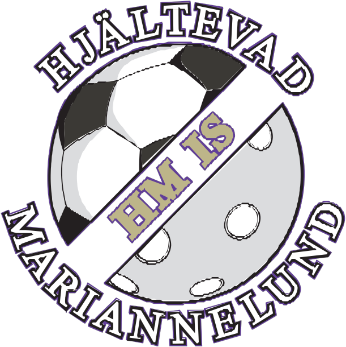 HJÄLTEVAD
HM IS
MARIANNELUND